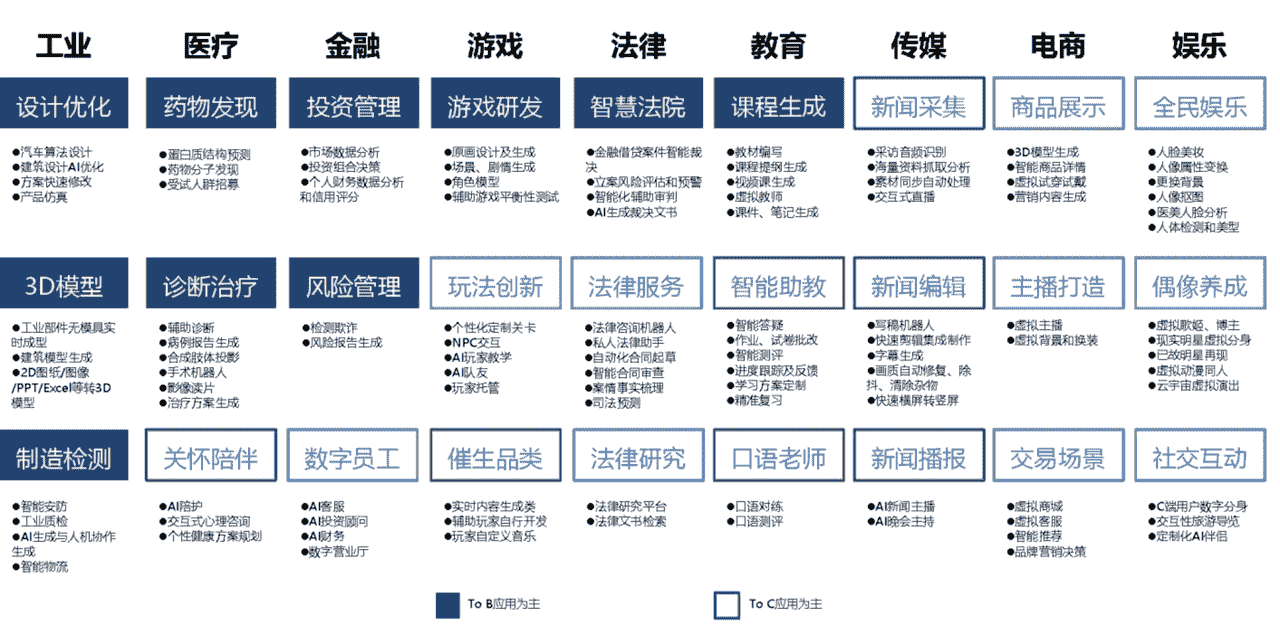 工业
医疗
金融
游戏
法律
教育
传媒
电商
娱乐
设计优化
药物发现
投资管理
游戏研发
智慧法院
课程生成
新闻采集
商品展示
全民娱乐
●汽车算法设计
●建筑设计AI优化
●方案快速修改
●产品仿真
●蛋白质结构预测
●药物分子发现
●受试人群招募
●市场数据分析
●投资组合决策
●个人财务数据分析
和信用评分
●原画设计及生成
●场景、剧情生成
●角色模型
●辅助游戏平衡性测试
●金融借贷案件智能裁
决
●立案风险评估和预警
●智能化辅助审判
●AI生成裁决文书
●教材编写
●课程提纲生成
●视频课生成
●虚拟教师
●课件、笔记生成
●采访音频识别
●海量资料抓取分析
●素材同步自动处理
●交互式直播
●3D模型生成
●智能商品详情
●虚拟试穿试戴
●营销内容生成
●人脸美妆
●人像属性变换
●更换背景
●人像抠图
●医美人脸分析
●人体检测和美型
3D模型
诊断治疗
风险管理
玩法创新
法律服务
智能助教
新闻编辑
主播打造
偶像养成
●工业部件无模具实
时成型
●建筑模型生成
●2D图纸/图像
/PPT/Excel等转3D
模型
●辅助诊断
●病例报告生成
●合成肢体投影
●手术机器人
●影像读片
●治疗方案生成
●检测欺诈
●风险报告生成
●个性化定制关卡
●NPC交互
●AI玩家教学
●AI队友
●玩家托管
●法律咨询机器人
●私人法律助手
●自动化合同起草
●智能合同审查
●案情事实梳理
●司法预测
●智能答疑
●作业、试卷批改
●智能测评
●进度跟踪及反馈
●学习方案定制
●精准复习
●写稿机器人
●快速剪辑集成制作
●字幕生成
●画质自动修复、除
抖、清除杂物
●快速横屏转竖屏
●虚拟主播
●虚拟背景和换装
●虚拟歌姬、博主
●现实明星虚拟分身
●已故明星再现
●虚拟动漫同人
●云宇宙虚拟演出
制造检测
关怀陪伴
数字员工
催生品类
法律研究
口语老师
新闻播报
交易场景
社交互动
●智能安防
●工业质检
●AI生成与人机协作
生成
●智能物流
●AI陪护
●交互式心理咨询
●个性健康方案规划
●AI客服
●AI投资顾问
●AI财务
●数字营业厅
●实时内容生成类
●辅助玩家自行开发
●玩家自定义音乐
●法律研究平台
●法律文书检索
●口语对练
●口语测评
●AI新闻主播
●AI晚会主持
●虚拟商城
●虚拟客服
●智能推荐
●品牌营销决策
●C端用户数字分身
●交互性旅游导览
●定制化AI伴侣
To B应用为主
To C应用为主